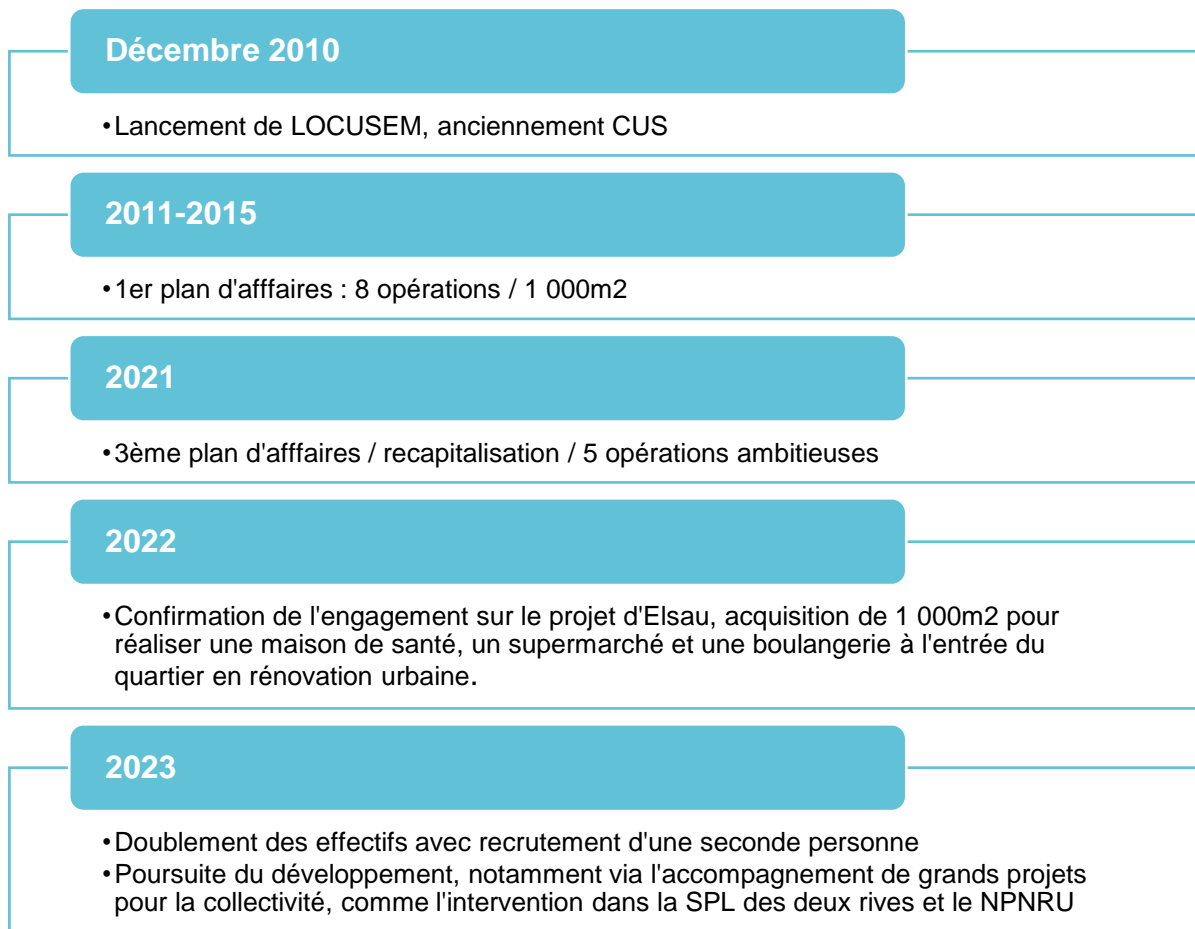 Décembre 2010
•Lancement de LOCUSEM, anciennement CUS
2011-2015
•1er plan d'afffaires : 8 opérations / 1 000m2
2021
•3ème plan d'afffaires / recapitalisation / 5 opérations ambitieuses
2022
•Confirmation de l'engagement sur le projet d'Elsau, acquisition de 1 000m2 pour
réaliser une maison de santé, un supermarché et une boulangerie à l'entrée du
quartier en rénovation urbaine.
2023
•Doublement des effectifs avec recrutement d'une seconde personne
•Poursuite du développement, notamment via l'accompagnement de grands projets
pour la collectivité, comme l'intervention dans la SPL des deux rives et le NPNRU